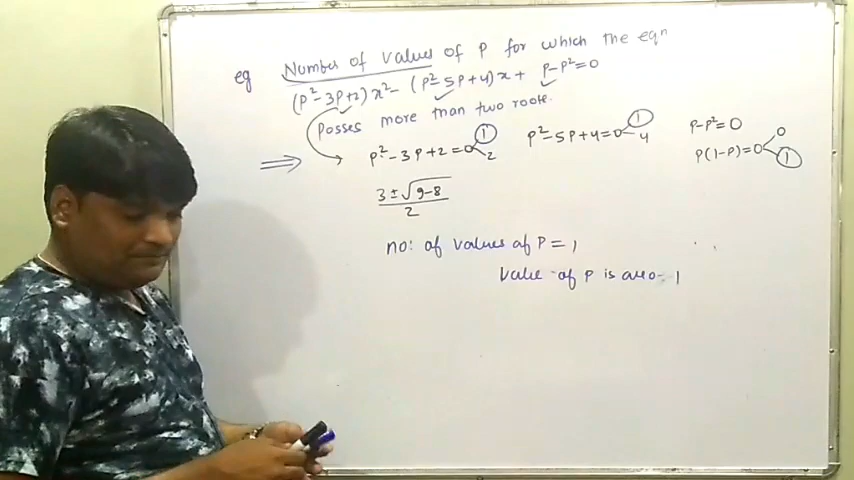 eg Number of values of P for which the eqn
(P²-3P+2)x²-(P²-5P+4)x+ P-P²=0
Posses more than two roots.
⇒ P²-3P+2=0 1 2 P²-5P+4=0 1 4 P-P²=0
P(1-P)=0 0 1
3±√9-8
2
no: of values of P=1
Value of P is also 1